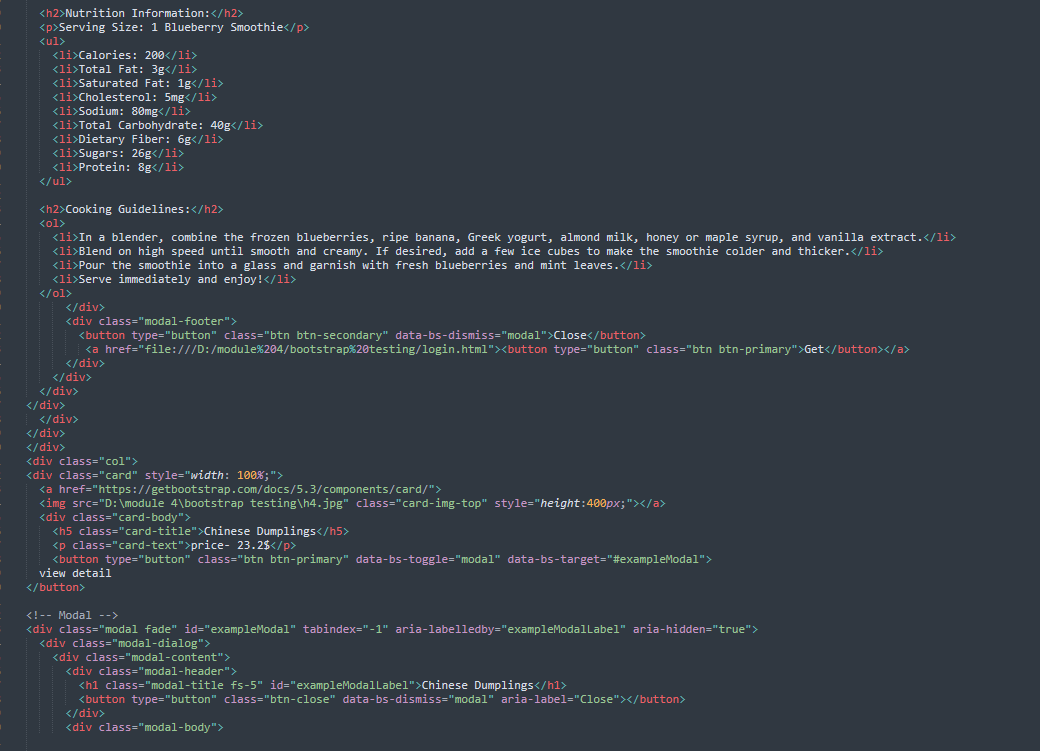 <h2>Nutrition Information:</h2>
<p>Serving Size: 1 Blueberry Smoothie</p>
<ul>
<li>Calories: 200</li>
<li>Total Fat: 3g</li>
<li>Saturated Fat: 1g</li>
<li>Cholesterol: 5mg</li>
<li>Sodium: 80mg</li>
<li>Total Carbohydrate: 40g</li>
<li>Dietary Fiber: 6g</li>
<li>Sugars: 26g</li>
<li>Protein: 8g</li>
</ul>
<h2>Cooking Guidelines:</h2>
<ol>
<li>In a blender, combine the frozen blueberries, ripe banana, Greek yogurt, almond milk, honey or maple syrup, and vanilla extract.</li>
<li>Blend on high speed until smooth and creamy. If desired, add a few ice cubes to make the smoothie colder and thicker.</li>
<li>Pour the smoothie into a glass and garnish with fresh blueberries and mint leaves.</li>
<li>Serve immediately and enjoy!</li>
</ol>
</div>
<div class="modal-footer">
<button type="button" class="btn btn-secondary" data-bs-dismiss="modal">Close</button>
<a href="file:///D:/module%204/bootstrap%20testing/login.html"><button type="button" class="btn btn-primary">Get</button></a>
</div>
</div>
</div>
</div>
</div>
</div>
</div>
<div class="col">
<div class="card" style="width: 100%;">
<a href="https://getbootstrap.com/docs/5.3/components/card/">
<img src="D:\module 4\bootstrap testing\h4.jpg" class="card-img-top" style="height:400px;"></a>
<div class="card-body">
<h5 class="card-title">Chinese Dumplings</h5>
<p class="card-text">price- 23.2$</p>
<button type="button" class="btn btn-primary" data-bs-toggle="modal" data-bs-target="#exampleModal">
view detail
</button>
<!-- Modal -->
<div class="modal fade" id="exampleModal" tabindex="-1" aria-labelledby="exampleModalLabel" aria-hidden="true">
<div class="modal-dialog">
<div class="modal-content">
<div class="modal-header">
<h1 class="modal-title fs-5" id="exampleModalLabel">Chinese Dumplings</h1>
<button type="button" class="btn-close" data-bs-dismiss="modal" aria-label="Close"></button>
</div>
<div class="modal-body">